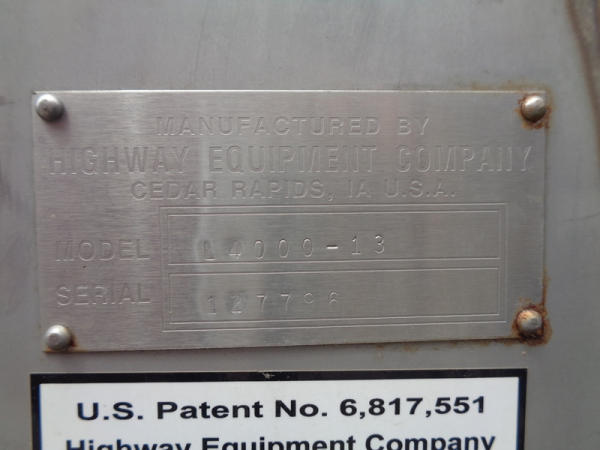 MANUFACTURED BY
HIGHWAY EQUIPMENT COMPANY
CEDAR RAPIDS, IA U.S.A.
MODEL L4000-13
SERIAL 127796
U.S. Patent No. 6,817,551
Highway Equipment Company